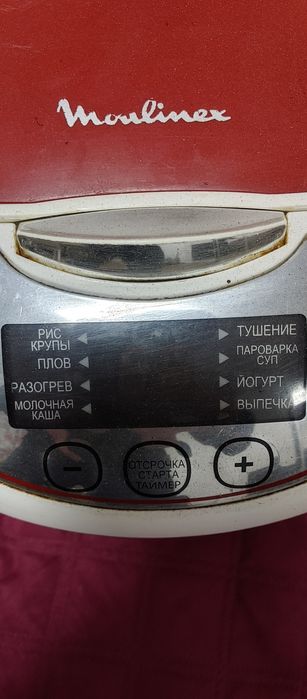 Moulinex
РИС
КРУПЫ
ПЛОВ
РАЗОГРЕВ
МОЛОЧНАЯ
КАША
ТУШЕНИЕ
ПАРОВАРКА
СУП
ЙОГУРТ
ВЫПЕЧКА
-
ОТСРОЧКА
СТАРТА
ТАЙМЕР
+